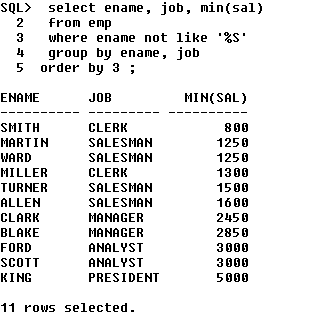 SQL>  select ename, job, min(sal)
  2   from emp
  3   where ename not like '%S'
  4   group by ename, job
  5  order by 3 ;
ENAME      JOB         MIN(SAL)
---------- --------- ----------
SMITH      CLERK            800
MARTIN     SALESMAN        1250
WARD       SALESMAN        1250
MILLER     CLERK           1300
TURNER     SALESMAN        1500
ALLEN      SALESMAN        1600
CLARK      MANAGER         2450
BLAKE      MANAGER         2850
FORD       ANALYST         3000
SCOTT      ANALYST         3000
KING       PRESIDENT       5000
11 rows selected.